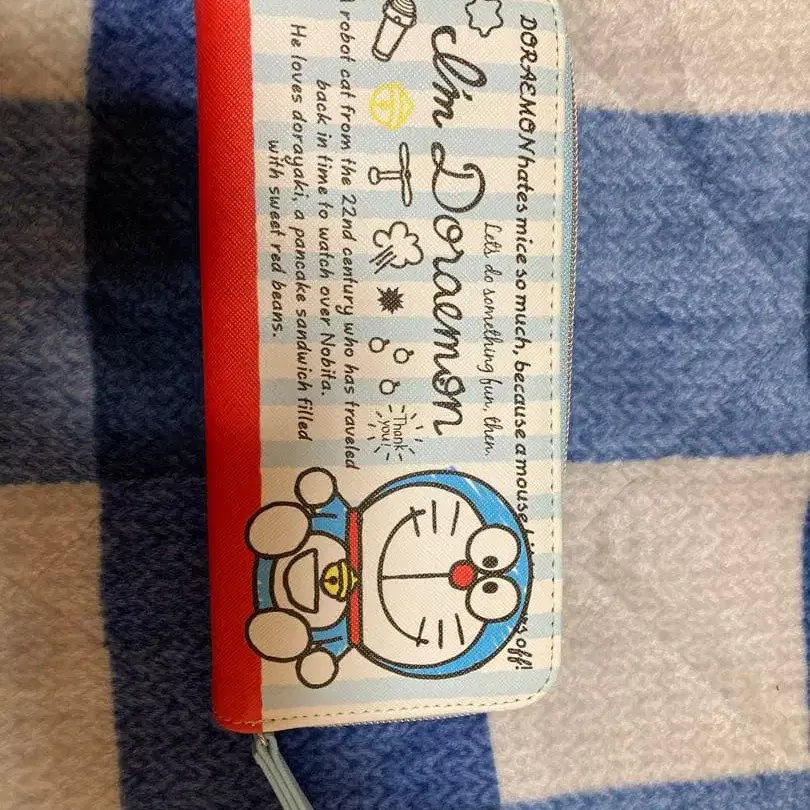 DORAEMON hates mice so much, because a mouse
s off!
Let's do something fun, then.
I'm Doraemon
Thank you!
robot cat from the 22nd century who has traveled
back in time to watch over Nobita.
He loves dorayaki, a pancake sandwich filled
with sweet red beans.